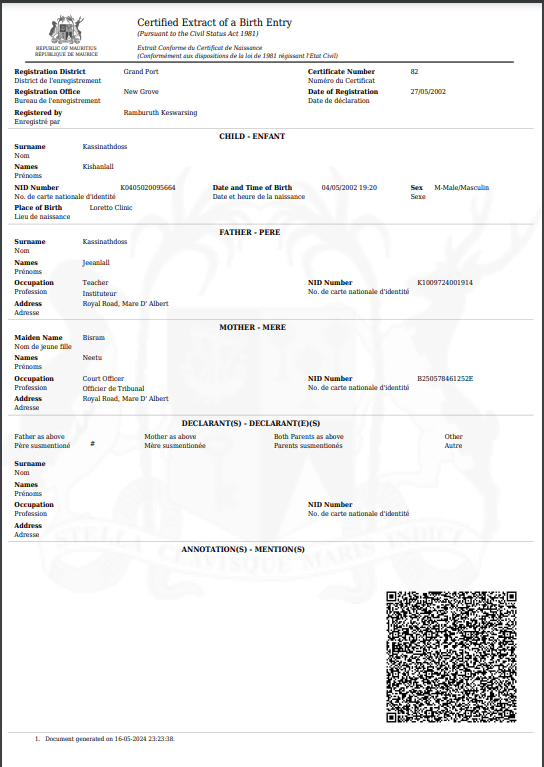 REPUBLIC OF MAURITIUS
RÉPUBLIQUE DE MAURICE
Certified Extract of a Birth Entry
(Pursuant to the Civil Status Act 1981)
Extrait Conforme du Certificat de Naissance
(Conformément aux dispositions de la loi de 1981 régissant l'Etat Civil)
Registration District Grand Port Certificate Number 82
District de l'enregistrement Numéro du Certificat
Registration Office New Grove Date of Registration 27/05/2002
Bureau de l'enregistrement Date de déclaration
Registered by Ramburuth Keswarsing
Enregistré par
CHILD - ENFANT
Surname Kassinathdoss
Nom
Names Kishanlall
Prénoms
NID Number K0405020095664 Date and Time of Birth 04/05/2002 19:20 Sex M-Male/Masculin
No. de carte nationale d'identité Date et heure de la naissance Sexe
Place of Birth Loretto Clinic
Lieu de naissance
FATHER - PERE
Surname Kassinathdoss
Nom
Names Jeeanlall
Prénoms
Occupation Teacher NID Number K1009724001914
Profession Instituteur No. de carte nationale d'identité
Address Royal Road, Mare D' Albert
Adresse
MOTHER - MERE
Maiden Name Bisram
Nom de jeune fille
Names Neetu
Prénoms
Occupation Court Officer NID Number B250578461252E
Profession Officier de Tribunal No. de carte nationale d'identité
Address Royal Road, Mare D' Albert
Adresse
DECLARANT(S) - DECLARANT(E)(S)
Father as above # Mother as above Both Parents as above Other
Père susmentioné Mère susmentionée Parents susmentionés Autre
Surname
Nom
Names
Prénoms
Occupation NID Number
Profession No. de carte nationale d'identité
Address
Adresse
STELLA CLAVISQUE MARIS INDICI
ANNOTATION(S) - MENTION(S)
1. Document generated on 16-05-2024 23:23:38.